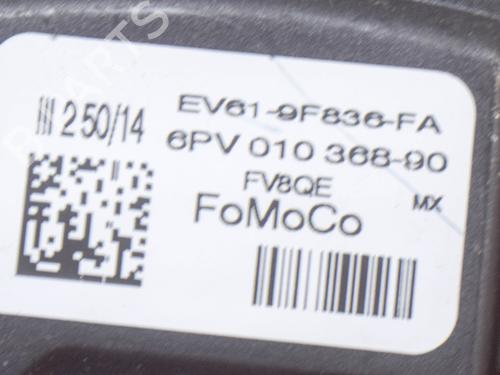 EV61-9F836-FA
||| 2 50/14
6PV 010 368-90
FV8QE
MX
FoMoCo